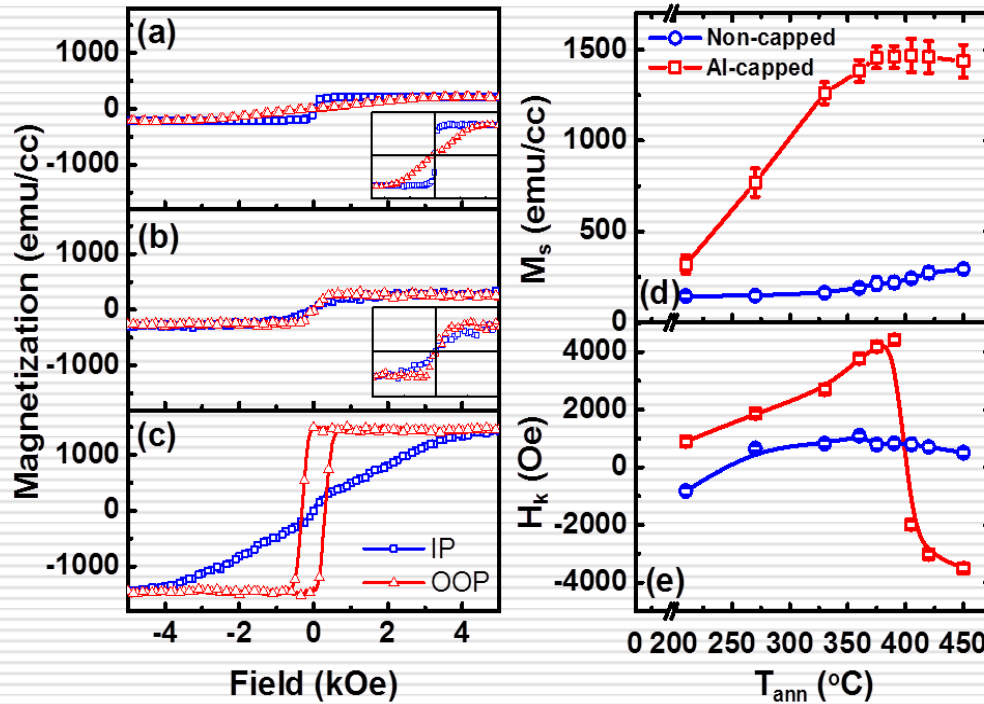 Magnetization (emu/cc)
(a)
1000
0
-1000
(b)
1000
0
-1000
(c)
1000
0
-1000
IP
OOP
-4 -2 0 2 4
Field (kOe)
Non-capped
Al-capped
Ms (emu/cc)
1500
1000
500
0
(d)
Hk (Oe)
4000
2000
0
-2000
-4000
(e)
0 200 250 300 350 400 450
Tann (oC)